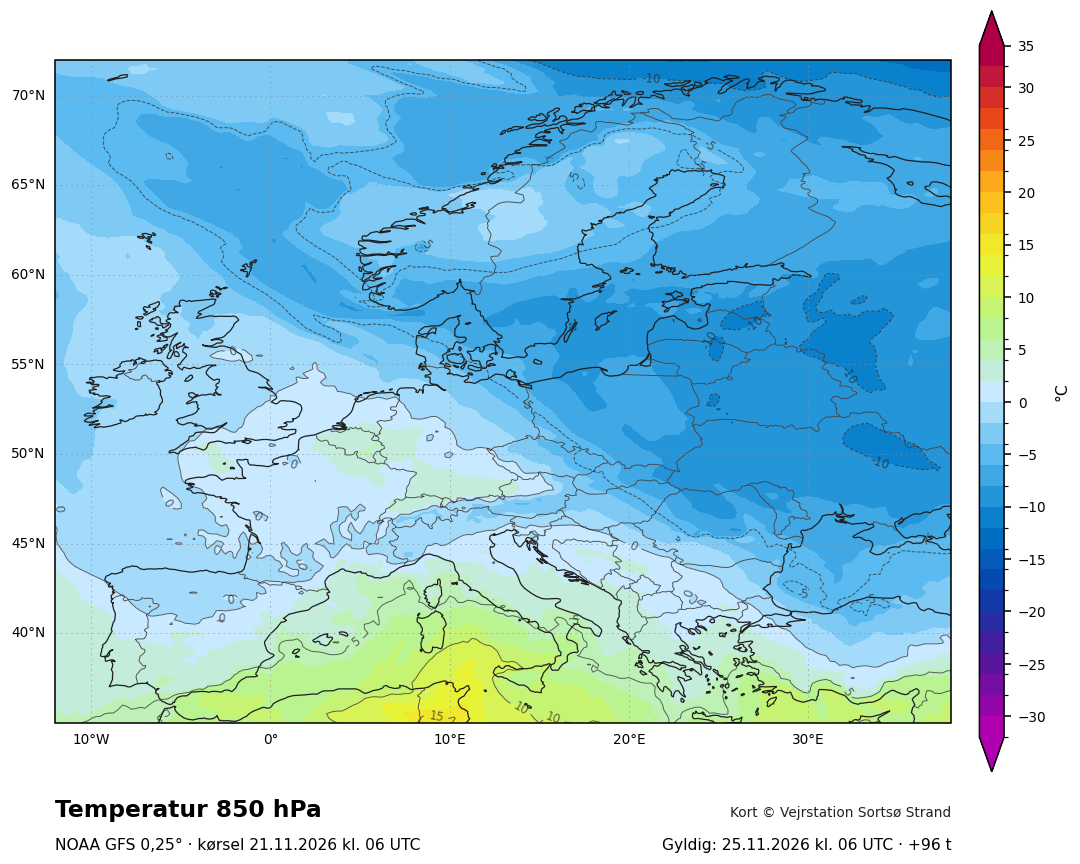 35
30
25
20
15
10
5
0
−5
−10
−15
−20
−25
−30
°C
70°N
65°N
60°N
55°N
50°N
45°N
40°N
10°W
0°
10°E
20°E
30°E
Temperatur 850 hPa
Kort © Vejrstation Sortsø Strand
NOAA GFS 0,25° · kørsel 21.11.2026 kl. 06 UTC
Gyldig: 25.11.2026 kl. 06 UTC · +96 t